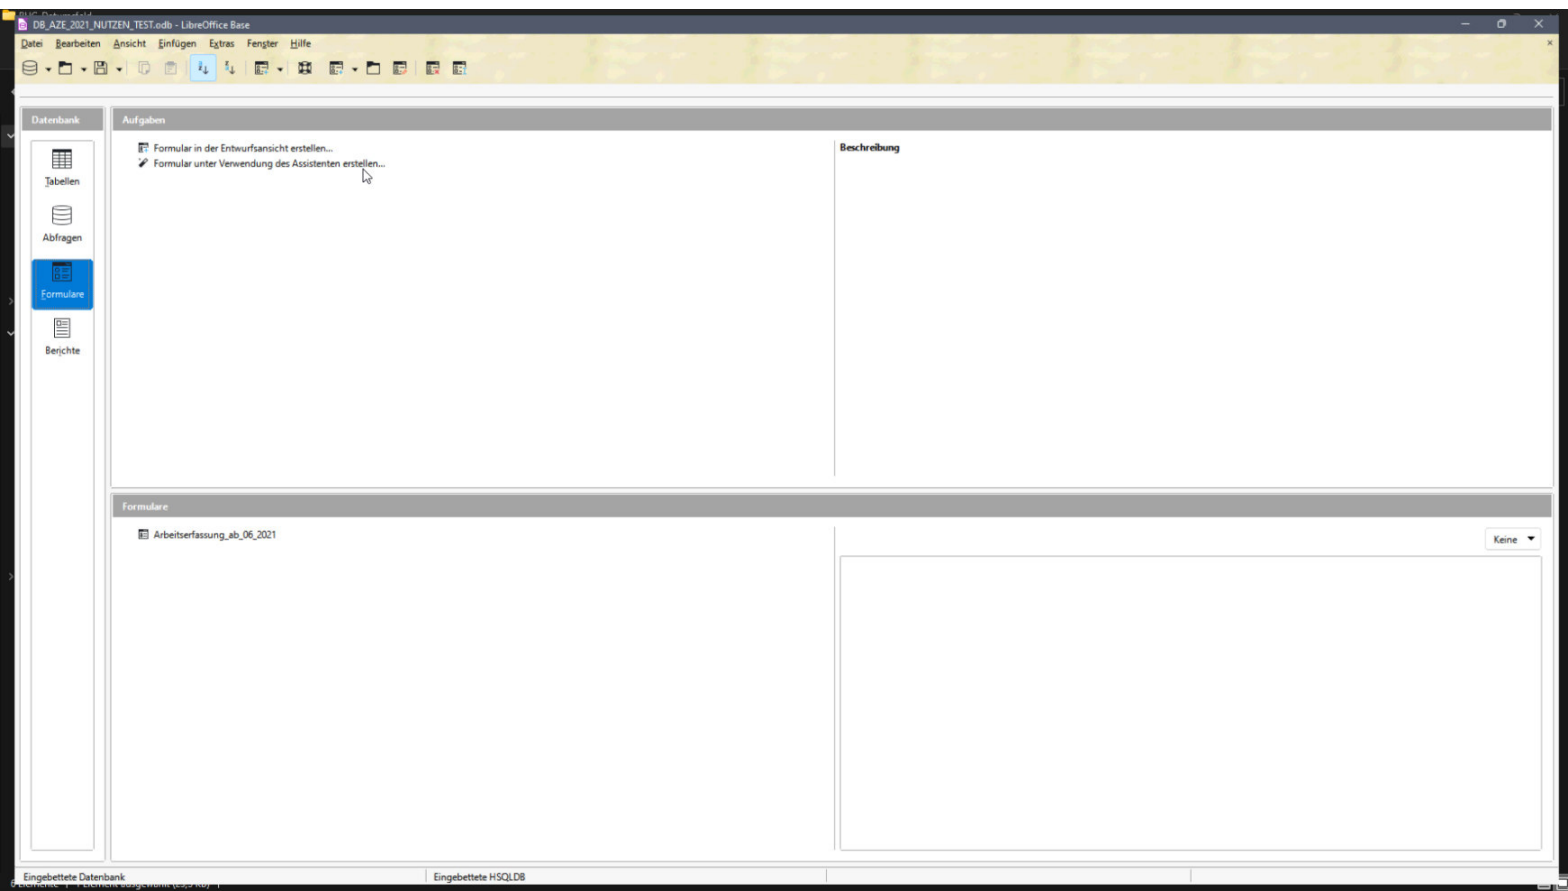 DB_AZE_2021_NUTZEN_TEST.odb - LibreOffice Base
Datei Bearbeiten Ansicht Einfügen Extras Fenster Hilfe
Datenbank
Aufgaben
Tabellen
Abfragen
Formulare
Berichte
Formular in der Entwurfsansicht erstellen...
Formular unter Verwendung des Assistenten erstellen...
Beschreibung
Formulare
Arbeitserfassung_ab_06_2021
Keine
Eingebettete Datenbank
Eingebettete HSQLDB